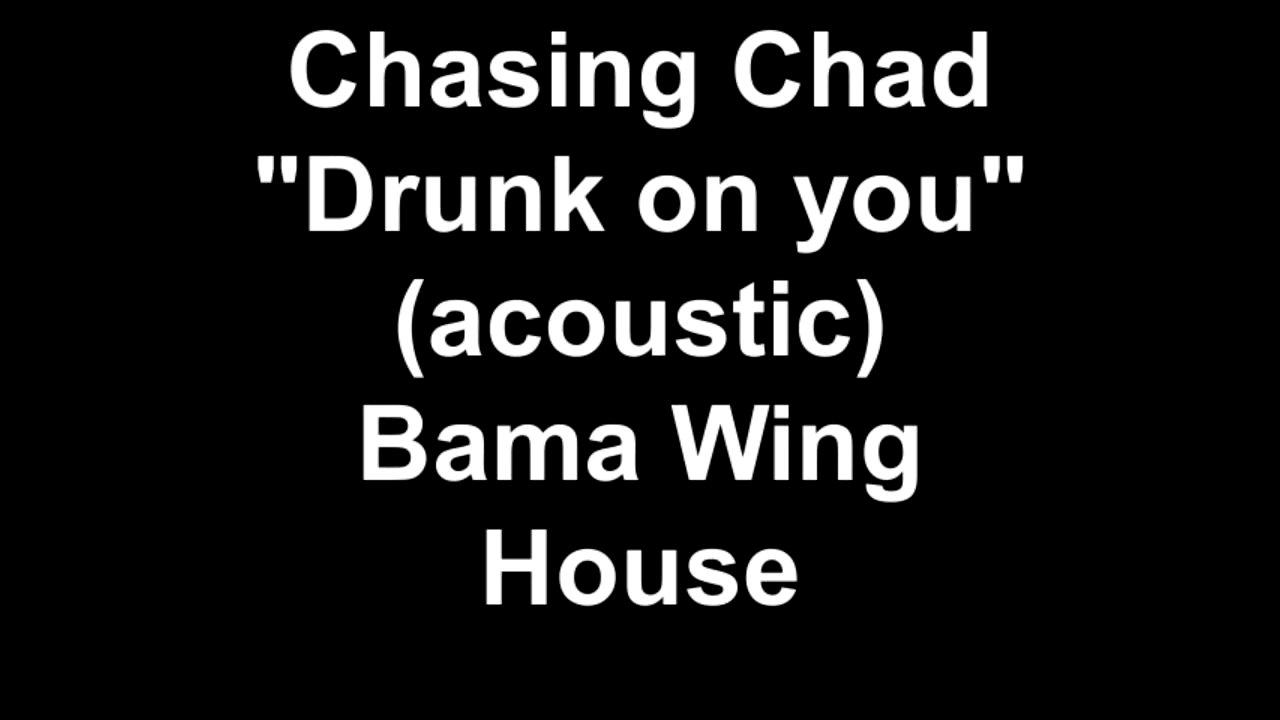 Chasing Chad
"Drunk on you"
(acoustic)
Bama Wing
House